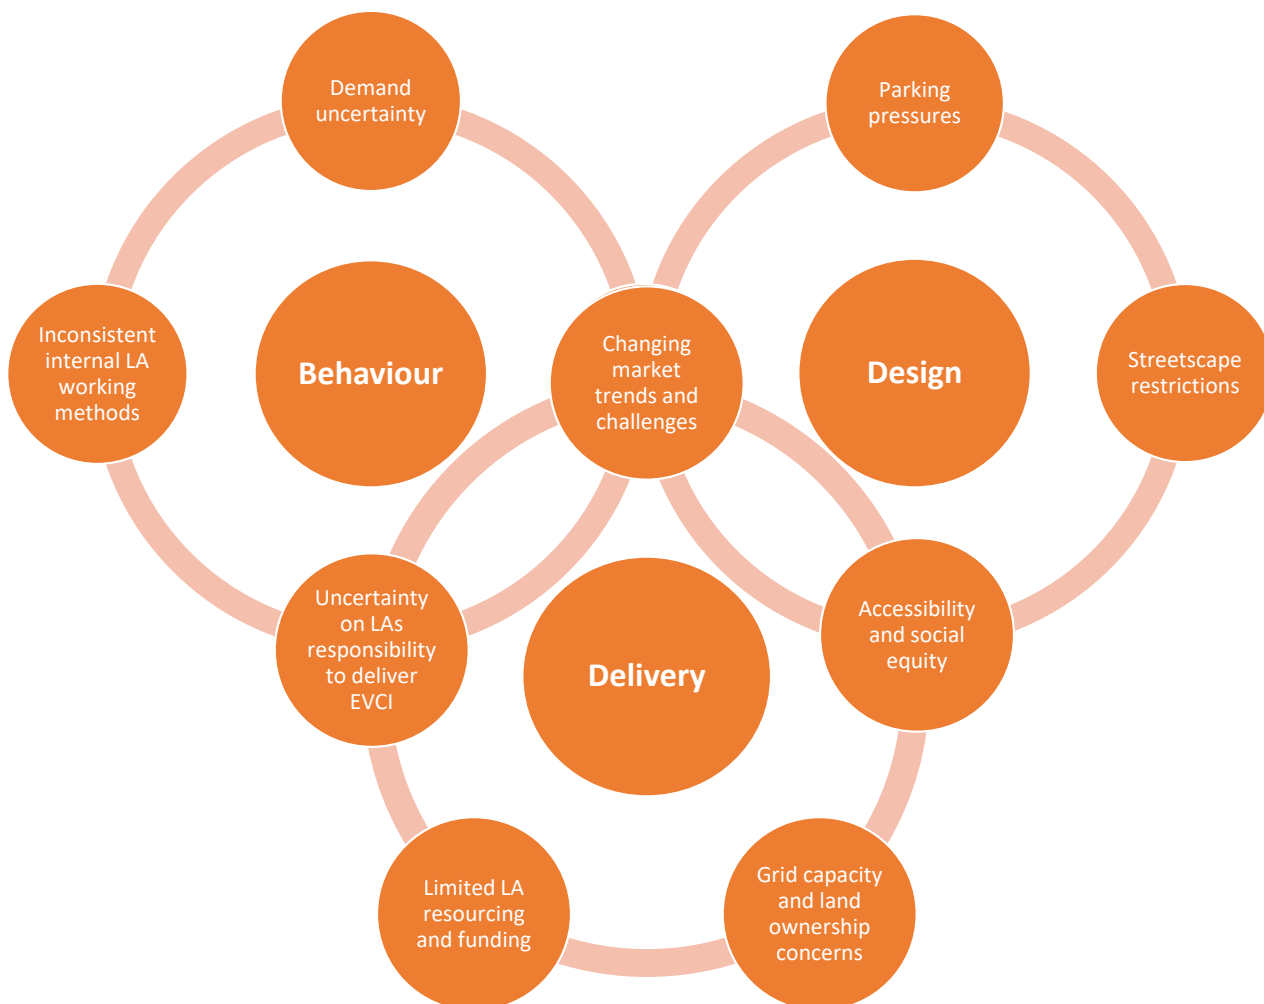 Demand
uncertainty
Parking
pressures
Inconsistent
internal LA
working
methods
Behaviour
Changing
market
trends and
challenges
Design
Streetscape
restrictions
Uncertainty
on LAs
responsibility
to deliver
EVCI
Delivery
Accessibility
and social
equity
Limited LA
resourcing
and funding
Grid capacity
and land
ownership
concerns